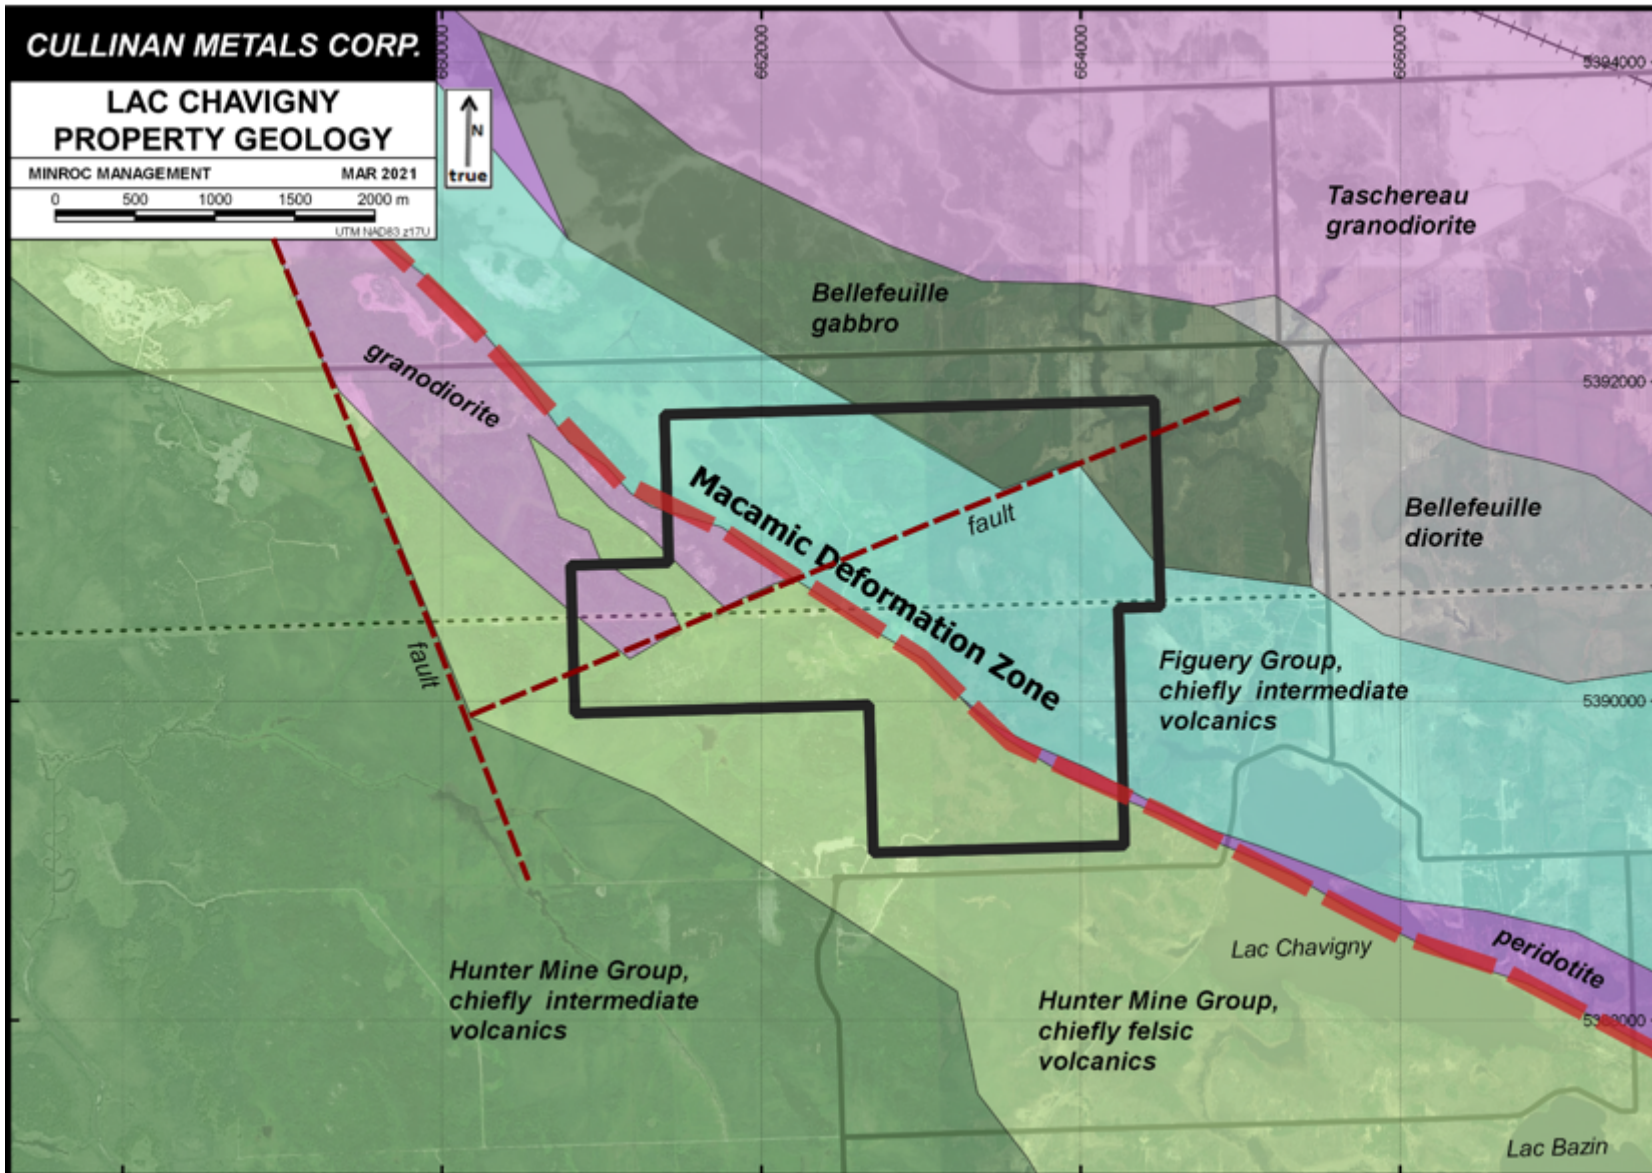 CULLINAN METALS CORP.
LAC CHAVIGNY
PROPERTY GEOLOGY
MINROC MANAGEMENT MAR 2021
0 500 1000 1500 2000 m
UTM NAD83 z17U
N
true
660000
662000
664000
666000
5394000
Taschereau
granodiorite
Bellefeuille
gabbro
granodiorite
5392000
Macamic Deformation Zone
fault
Bellefeuille
diorite
fault
Figuery Group,
chiefly intermediate
volcanics
5390000
Lac Chavigny
peridotite
Hunter Mine Group,
chiefly intermediate
volcanics
Hunter Mine Group,
chiefly felsic
volcanics
5388000
Lac Bazin